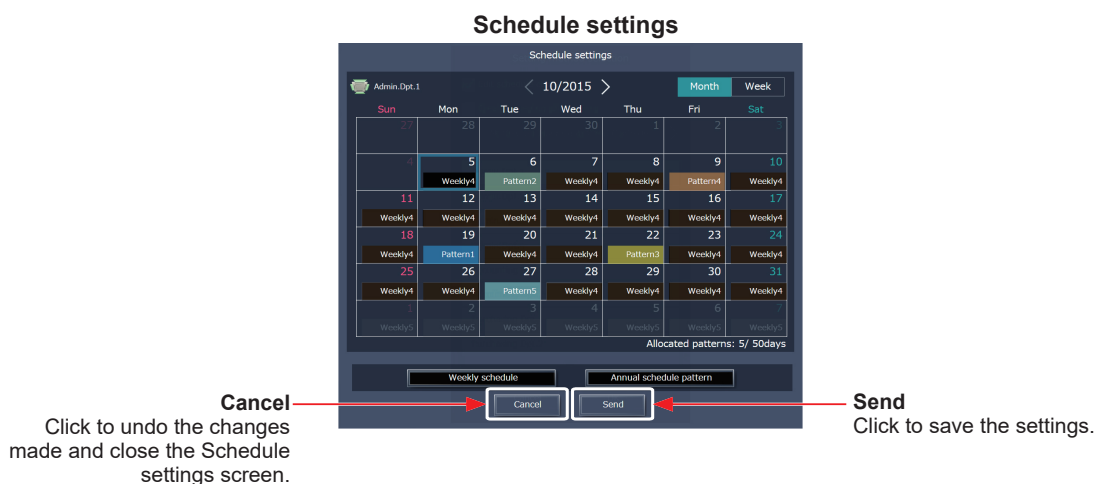 Schedule settings
Schedule settings
Admin.Dpt.1 < 10/2015 > Month Week
Sun Mon Tue Wed Thu Fri Sat
27 28 29 30 1 2 3
4 5 6 7 8 9 10
Weekly4 Pattern2 Weekly4 Weekly4 Pattern4 Weekly4
11 12 13 14 15 16 17
Weekly4 Weekly4 Weekly4 Weekly4 Weekly4 Weekly4 Weekly4
18 19 20 21 22 23 24
Weekly4 Pattern1 Weekly4 Weekly4 Pattern3 Weekly4 Weekly4
25 26 27 28 29 30 31
Weekly4 Weekly4 Pattern5 Weekly4 Weekly4 Weekly4 Weekly4
1 2 3 4 5 6 7
Weekly5 Weekly5 Weekly5 Weekly5 Weekly5 Weekly5 Weekly5
Allocated patterns: 5/ 50days
Weekly schedule Annual schedule pattern
Cancel Send
Cancel
Click to undo the changes
made and close the Schedule
settings screen.
Send
Click to save the settings.